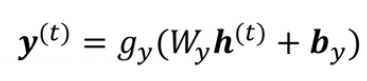 y^{(t)} = g_y(W_y h^{(t)} + b_y)